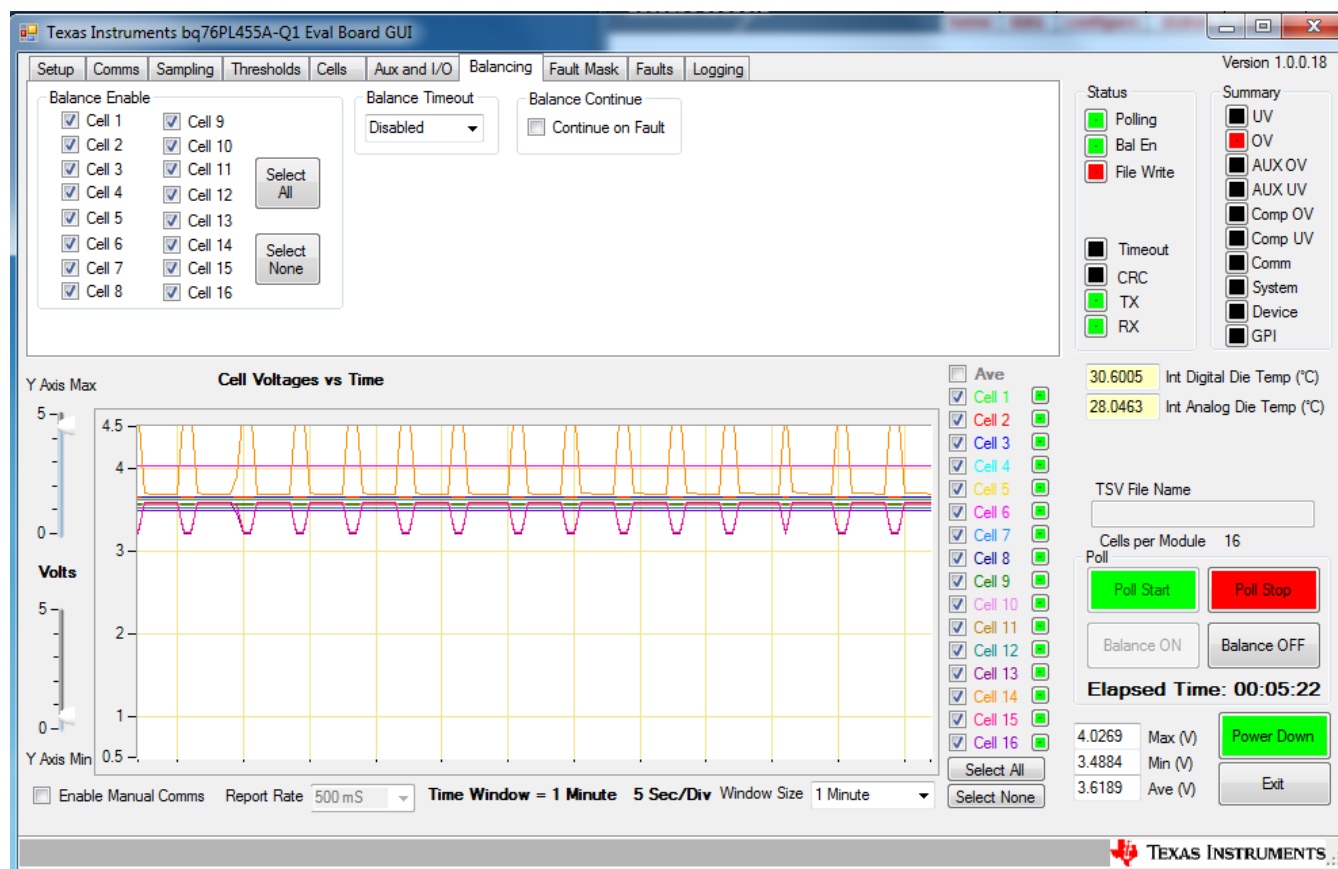 Texas Instruments bq76PL455A-Q1 Eval Board GUI
Setup Comms Sampling Thresholds Cells Aux and I/O Balancing Fault Mask Faults Logging
Version 1.0.0.18
Balance Enable
Cell 1
Cell 2
Cell 3
Cell 4
Cell 5
Cell 6
Cell 7
Cell 8
Cell 9
Cell 10
Cell 11
Cell 12
Cell 13
Cell 14
Cell 15
Cell 16
Select
All
Select
None
Balance Timeout
Disabled
Balance Continue
Continue on Fault
Status
Polling
Bal En
File Write
Timeout
CRC
TX
RX
Summary
UV
OV
AUX OV
AUX UV
Comp OV
Comp UV
Comm
System
Device
GPI
Y Axis Max
5
0
Volts
5
0
Y Axis Min
Cell Voltages vs Time
4.5
4
3
2
1
0.5
Ave
Cell 1
Cell 2
Cell 3
Cell 4
Cell 5
Cell 6
Cell 7
Cell 8
Cell 9
Cell 10
Cell 11
Cell 12
Cell 13
Cell 14
Cell 15
Cell 16
Select All
Select None
30.6005 Int Digital Die Temp (°C)
28.0463 Int Analog Die Temp (°C)
TSV File Name
Cells per Module 16
Poll
Poll Start Poll Stop
Balance ON Balance OFF
Elapsed Time: 00:05:22
4.0269 Max (V)
3.4884 Min (V)
3.6189 Ave (V)
Power Down
Exit
Enable Manual Comms Report Rate 500 mS Time Window = 1 Minute 5 Sec/Div Window Size 1 Minute
TEXAS INSTRUMENTS